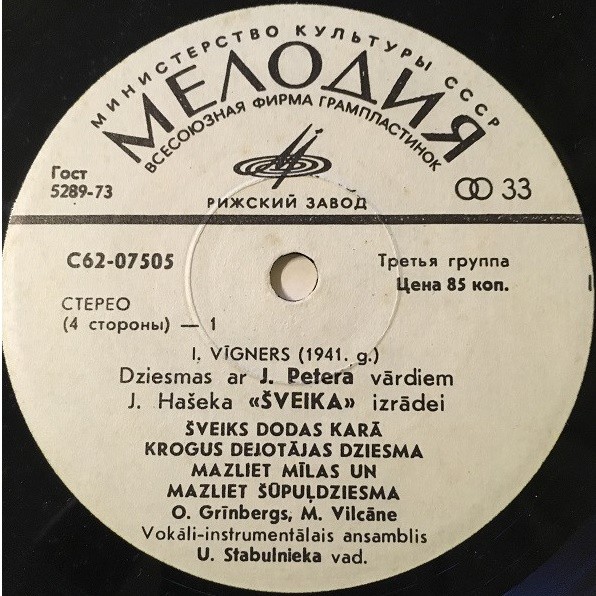 МИНИСТЕРСТВО КУЛЬТУРЫ СССР
МЕЛОДИЯ
ВСЕСОЮЗНАЯ ФИРМА ГРАМПЛАСТИНОК
Гост
5289-73
33
РИЖСКИЙ ЗАВОД
С62-07505
Третья группа
Цена 85 коп.
СТЕРЕО
(4 стороны) — 1
I. VĪGNERS (1941. g.)
Dziesmas ar J. Petera vārdiem
J. Hašeka «ŠVEIKA» izrādei
ŠVEIKS DODAS KARĀ
KROGUS DEJOTĀJAS DZIESMA
MAZLIET MĪLAS UN
MAZLIET ŠŪPUĻDZIESMA
O. Grīnbergs, M. Vilcāne
Vokāli-instrumentālais ansamblis
U. Stabulnieka vad.